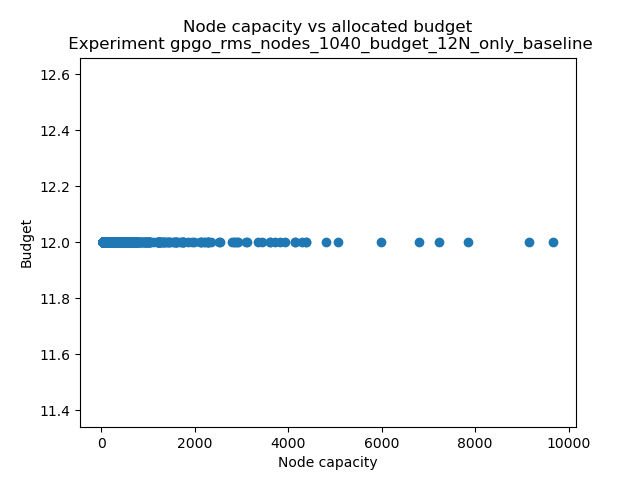 Node capacity vs allocated budget
Experiment gpgo_rms_nodes_1040_budget_12N_only_baseline
12.6
12.4
12.2
12.0
11.8
11.6
11.4
Budget
0 2000 4000 6000 8000 10000
Node capacity